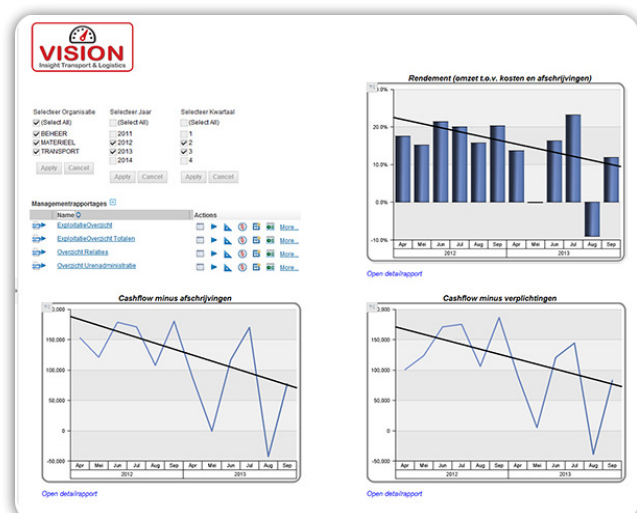 VISION
Insight Transport & Logistics
Selecteer Organisatie
(Select All)
BEHEER
MATERIEEL
TRANSPORT
Apply Cancel
Selecteer Jaar
(Select All)
2011
2012
2013
2014
Apply Cancel
Selecteer Kwartaal
(Select All)
1
2
3
4
Apply Cancel
Managementrapportages
Name Actions
ExploitatieOverzicht More...
ExploitatieOverzicht Totalen More...
Overzicht Relaties More...
Overzicht Urenadministratie More...
Rendement (omzet t.o.v. kosten en afschrijvingen)
20.0%
10.0%
0.0%
-10.0%
Apr Mei Jun Jul Aug Sep Apr Mei Jun Jul Aug Sep
2012 2013
Open detailrapport
Cashflow minus afschrijvingen
150,000
100,000
50,000
0
-50,000
Apr Mei Jun Jul Aug Sep Apr Mei Jun Jul Aug Sep
2012 2013
Open detailrapport
Cashflow minus verplichtingen
150,000
100,000
50,000
0
-50,000
Apr Mei Jun Jul Aug Sep Apr Mei Jun Jul Aug Sep
2012 2013
Open detailrapport